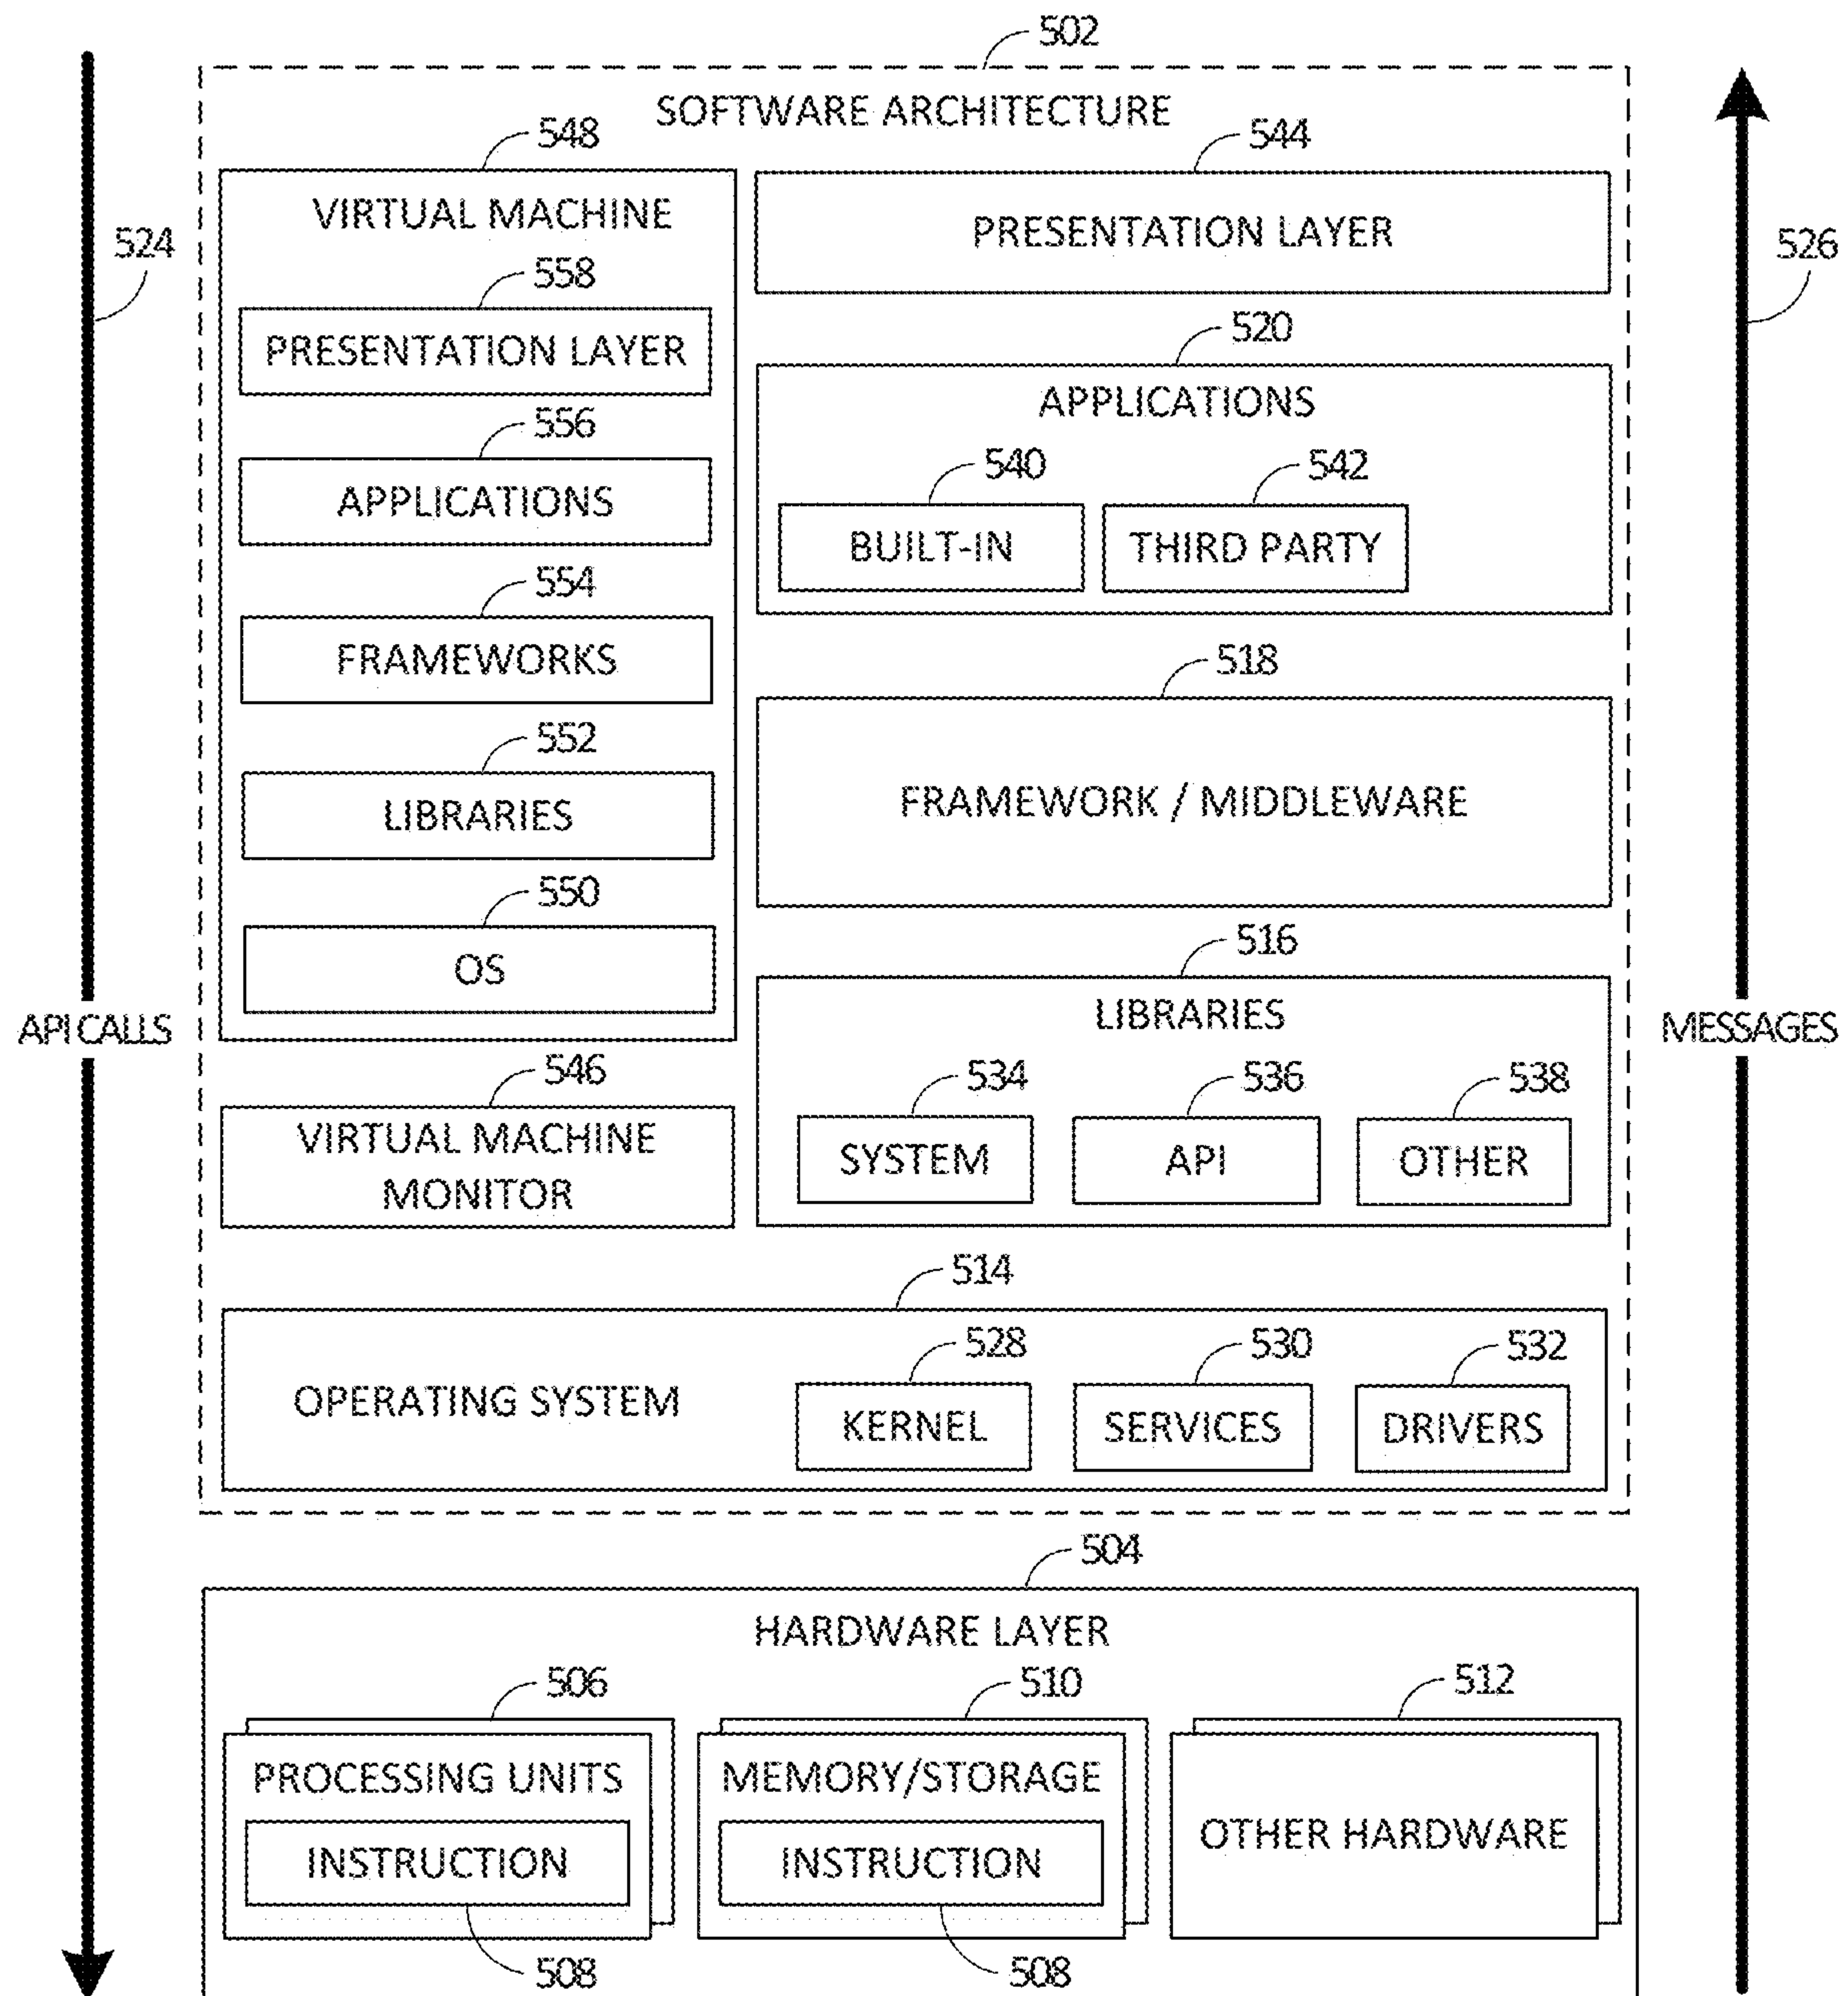 502
SOFTWARE ARCHITECTURE
548
VIRTUAL MACHINE
558
PRESENTATION LAYER
556
APPLICATIONS
554
FRAMEWORKS
552
LIBRARIES
550
OS
546
VIRTUAL MACHINE
MONITOR
544
PRESENTATION LAYER
520
APPLICATIONS
540
BUILT-IN
542
THIRD PARTY
518
FRAMEWORK / MIDDLEWARE
516
LIBRARIES
534
SYSTEM
536
API
538
OTHER
514
OPERATING SYSTEM
528
KERNEL
530
SERVICES
532
DRIVERS
504
HARDWARE LAYER
506
PROCESSING UNITS
INSTRUCTION
508
510
MEMORY/STORAGE
INSTRUCTION
508
512
OTHER HARDWARE
524
API CALLS
526
MESSAGES